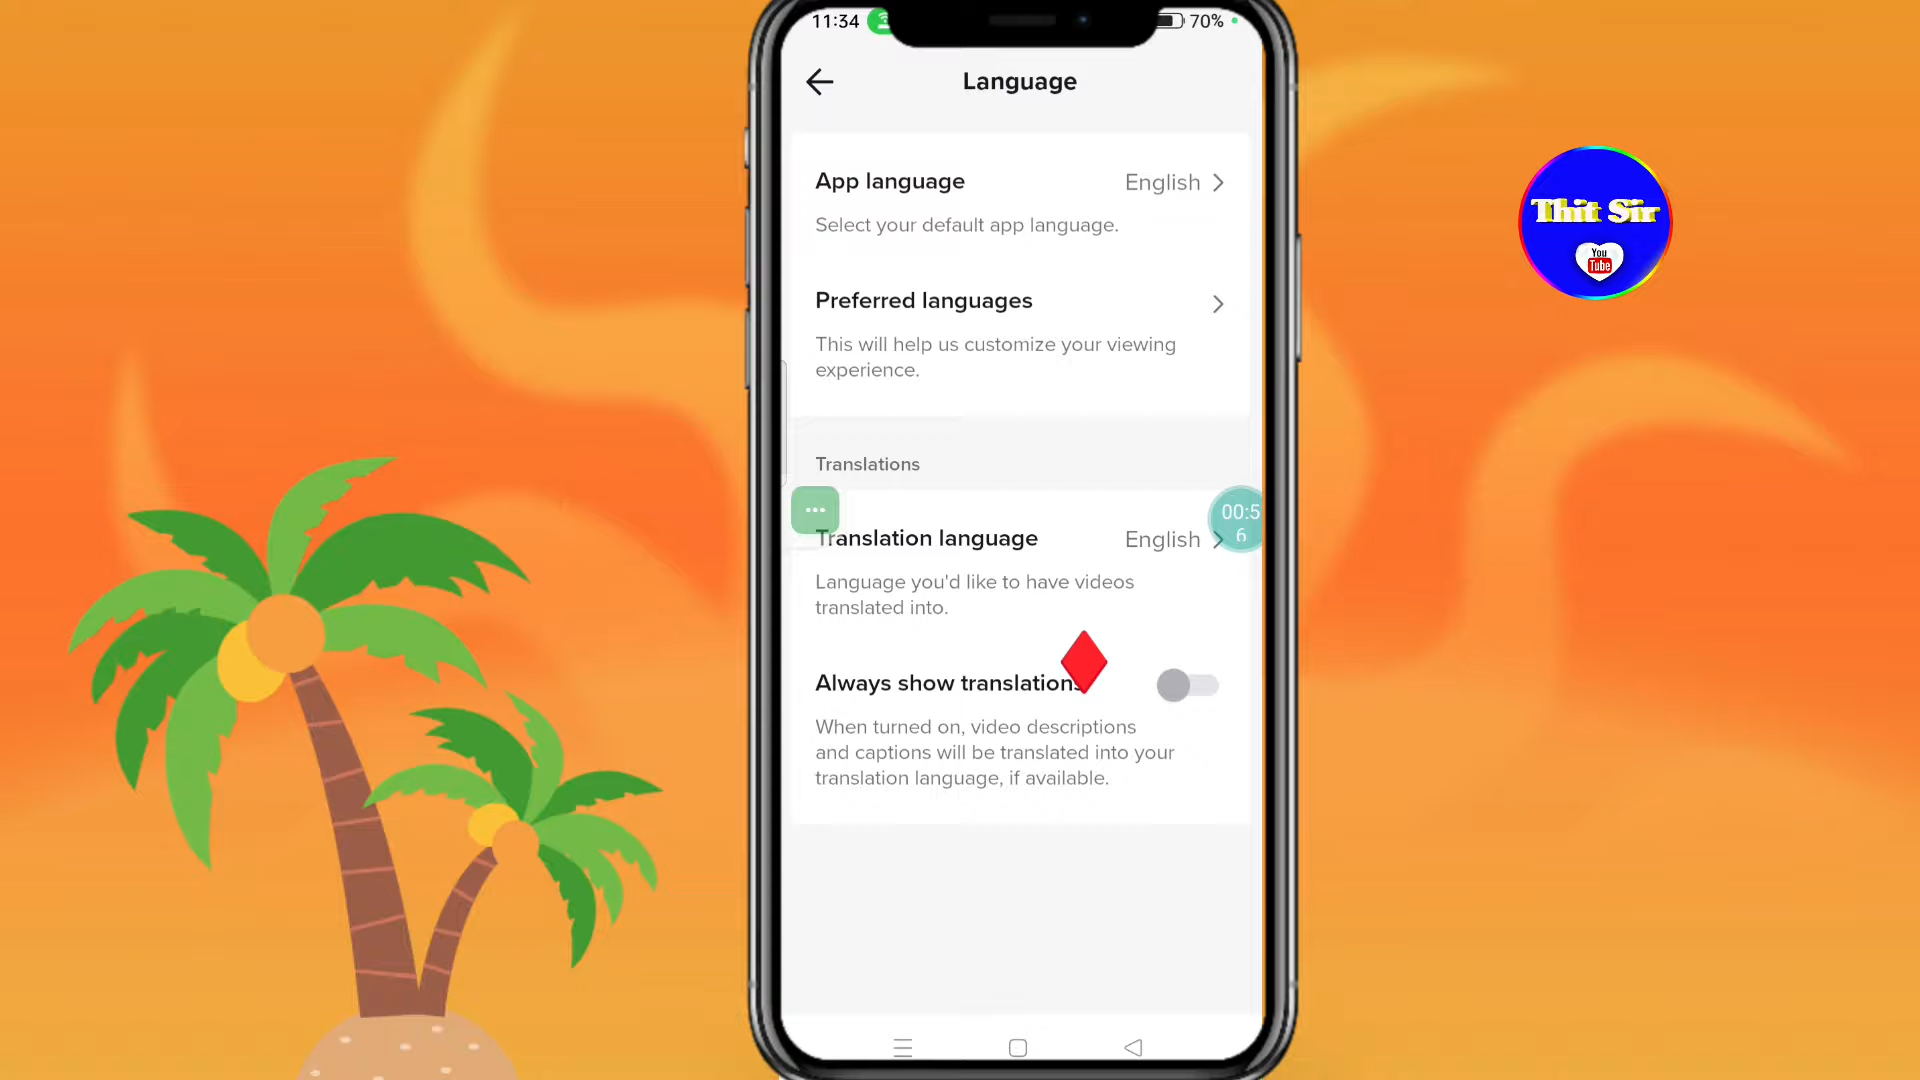 11:34
70%
Language
App language
English
Select your default app language.
Preferred languages
This will help us customize your viewing
experience.
Translations
Translation language
English
Language you'd like to have videos
translated into.
Always show translations
When turned on, video descriptions
and captions will be translated into your
translation language, if available.
00:5
6
Thit Sir
You
Tube